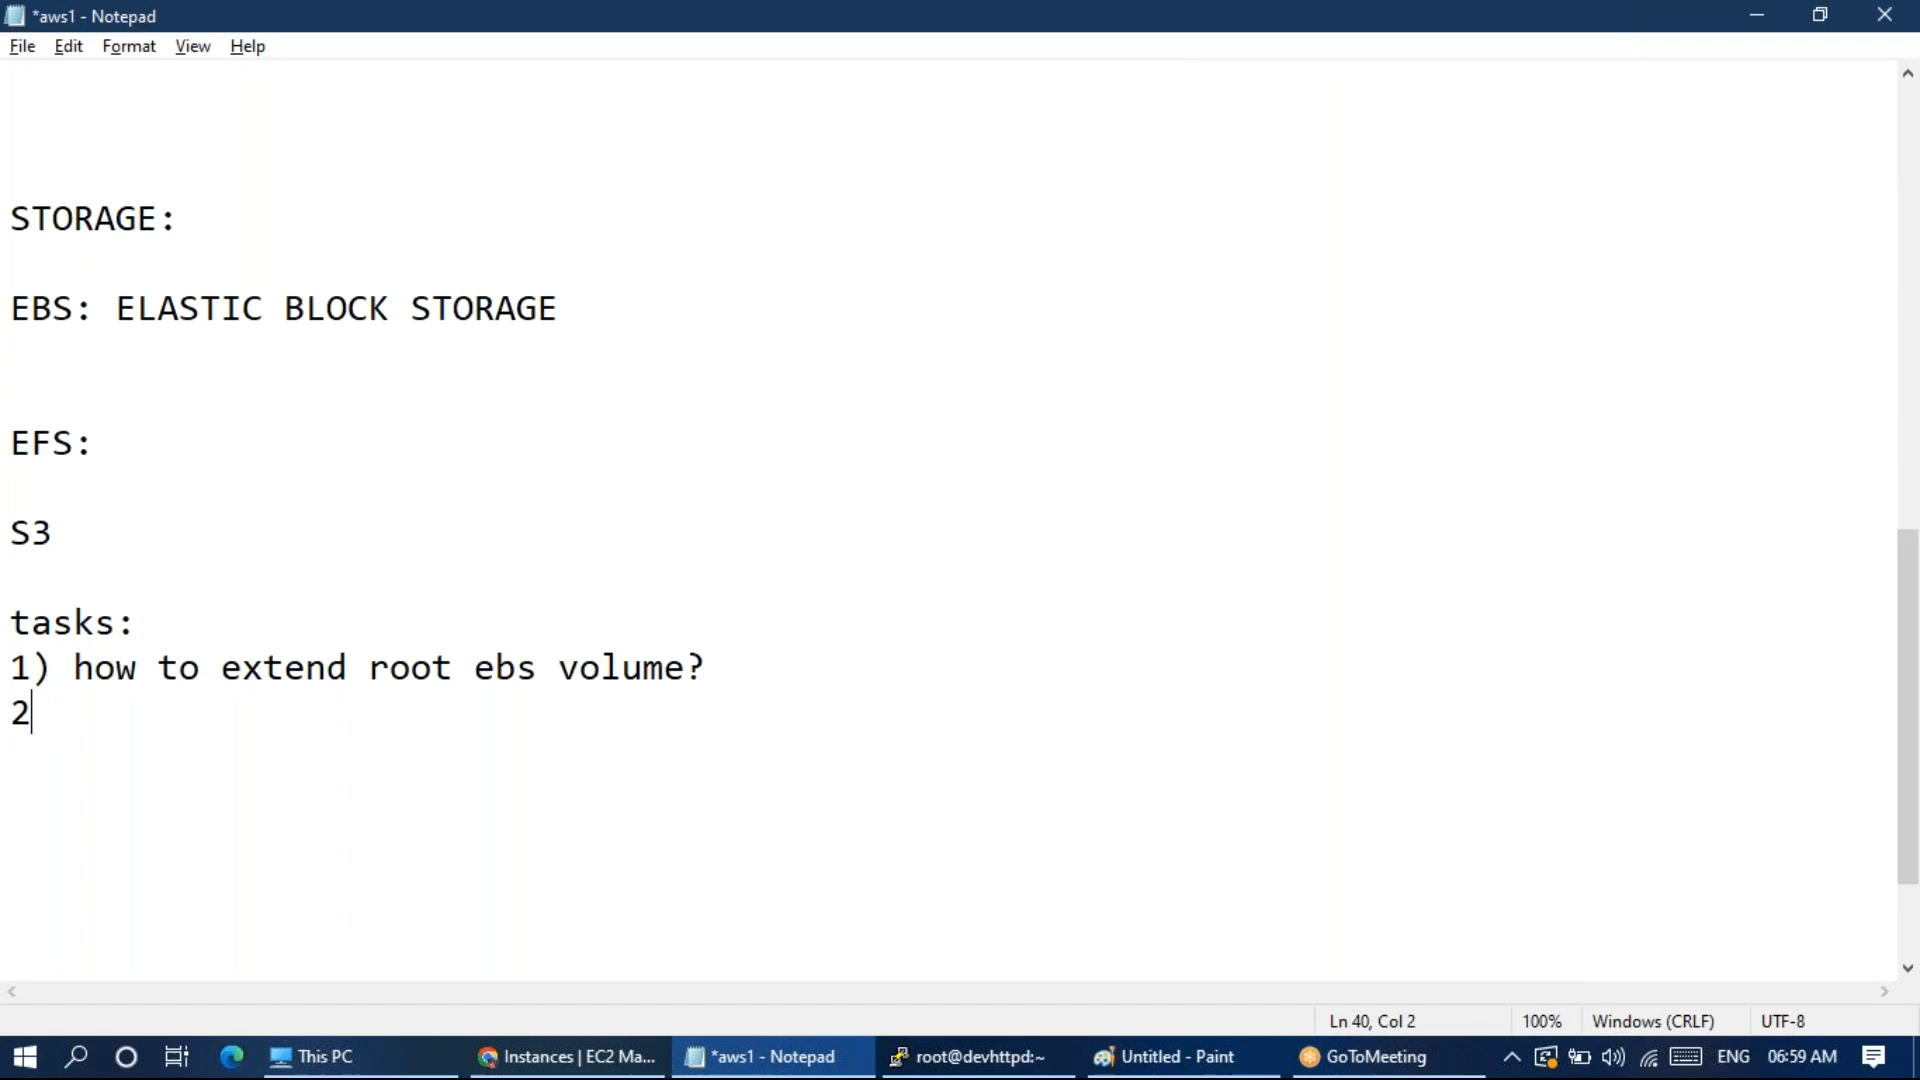 *aws1 - Notepad
File Edit Format View Help
STORAGE:
EBS: ELASTIC BLOCK STORAGE
EFS:
S3
tasks:
1) how to extend root ebs volume?
2
Ln 40, Col 2 100% Windows (CRLF) UTF-8
This PC Instances | EC2 Ma... *aws1 - Notepad root@devhttpd:~ Untitled - Paint GoToMeeting ENG 06:59 AM